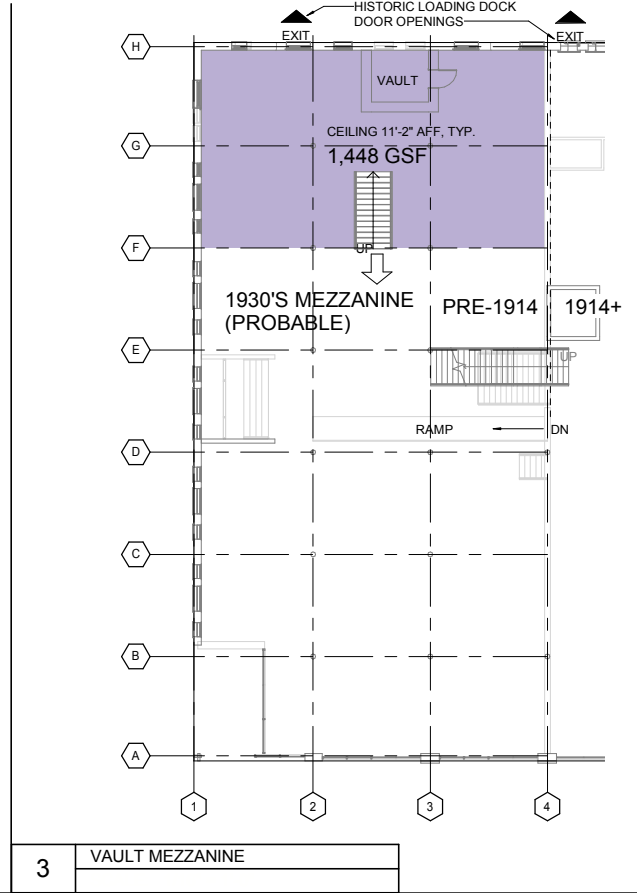 HISTORIC LOADING DOCK
DOOR OPENINGS
EXIT
EXIT
H
VAULT
CEILING 11'-2" AFF, TYP.
G
1,448 GSF
F
UP
1930'S MEZZANINE
(PROBABLE)
PRE-1914
1914+
E
UP
RAMP
DN
D
C
B
A
1
2
3
4
3
VAULT MEZZANINE